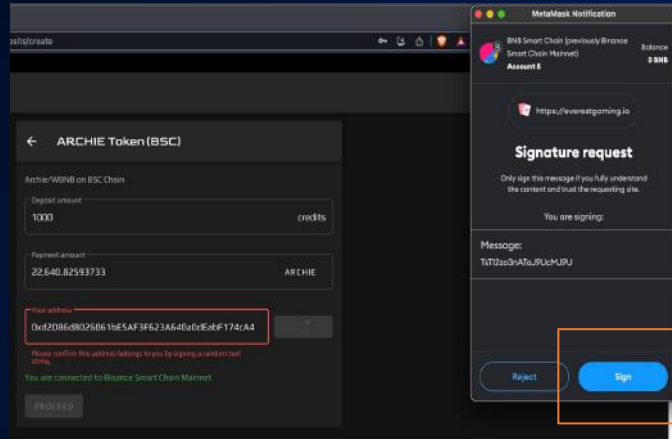 osits/create
ARCHIE Token (BSC)
Archie/WBNB on BSC Chain
Deposit amount
1000 credits
Payment amount
22,640.82593733 ARCHIE
Your address
0xd2D86d8026061bE5AF3F623A640a0dEabF174cA4
Please confirm this address belongs to you by signing a random text
string.
You are connected to Binance Smart Chain Mainnet
PROCEED
MetaMask Notification
BNB Smart Chain (previously Binance
Smart Chain Mainnet)
Account 5
Balance
0 BNB
https://everestgaming.io
Signature request
Only sign this message if you fully understand
the content and trust the requesting site.
You are signing:
Message:
Reject
Sign